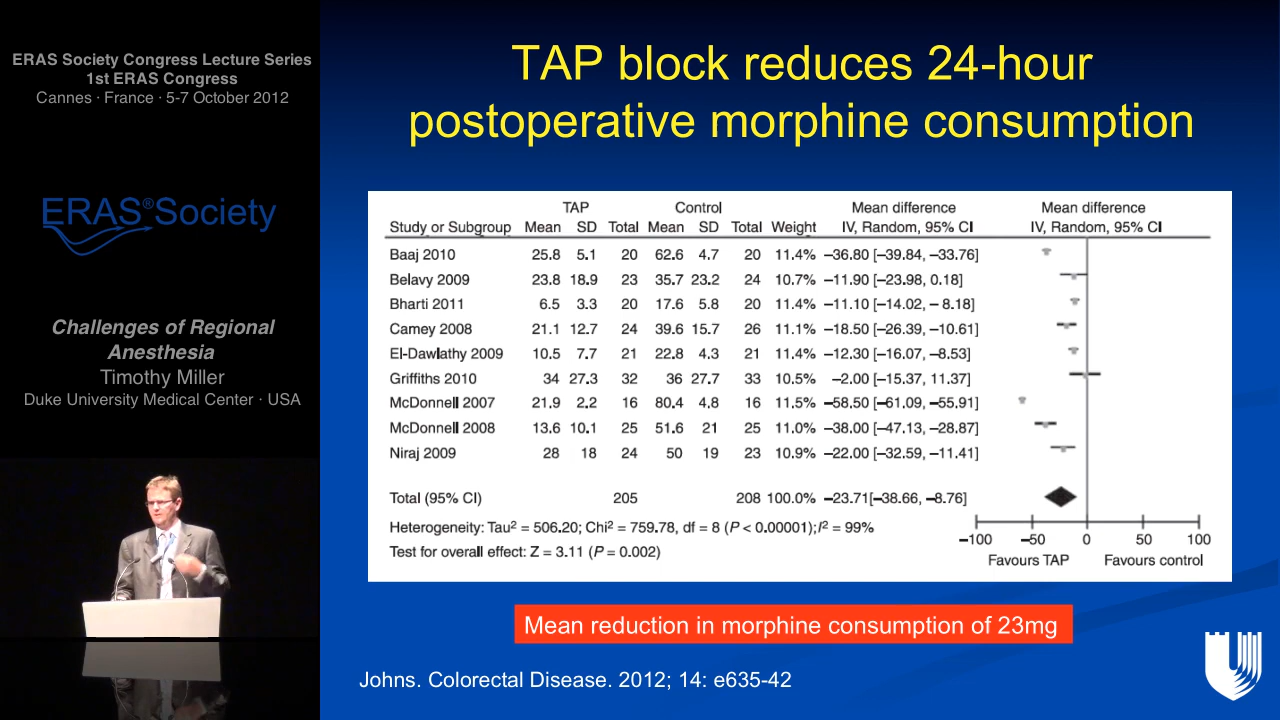 ERAS Society Congress Lecture Series
1st ERAS Congress
Cannes · France · 5-7 October 2012
ERAS®Society
Challenges of Regional
Anesthesia
Timothy Miller
Duke University Medical Center · USA
TAP block reduces 24-hour
postoperative morphine consumption
TAP Control Mean difference Mean difference
Study or Subgroup Mean SD Total Mean SD Total Weight IV, Random, 95% CI IV, Random, 95% CI
Baaj 2010 25.8 5.1 20 62.6 4.7 20 11.4% −36.80 [−39.84, −33.76]
Belavy 2009 23.8 18.9 23 35.7 23.2 24 10.7% −11.90 [−23.98, 0.18]
Bharti 2011 6.5 3.3 20 17.6 5.8 20 11.4% −11.10 [−14.02, − 8.18]
Camey 2008 21.1 12.7 24 39.6 15.7 26 11.1% −18.50 [−26.39, −10.61]
El-Dawlathy 2009 10.5 7.7 21 22.8 4.3 21 11.4% −12.30 [−16.07, −8.53]
Griffiths 2010 34 27.3 32 36 27.7 33 10.5% −2.00 [−15.37, 11.37]
McDonnell 2007 21.9 2.2 16 80.4 4.8 16 11.5% −58.50 [−61.09, −55.91]
McDonnell 2008 13.6 10.1 25 51.6 21 25 11.0% −38.00 [−47.13, −28.87]
Niraj 2009 28 18 24 50 19 23 10.9% −22.00 [−32.59, −11.41]
Total (95% CI) 205 208 100.0% −23.71[−38.66, −8.76]
Heterogeneity: Tau² = 506.20; Chi² = 759.78, df = 8 (P < 0.00001); I² = 99%
Test for overall effect: Z = 3.11 (P = 0.002)
−100 −50 0 50 100
Favours TAP Favours control
Mean reduction in morphine consumption of 23mg
Johns. Colorectal Disease. 2012; 14: e635-42